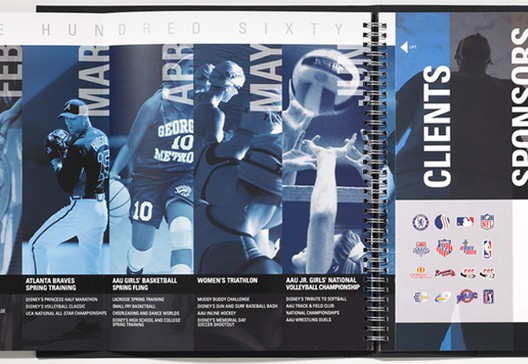 E HUNDRED SIXTY
FEB
MAR
APR
MAY
GEORG
10
METRO
10
ATLANTA BRAVES
SPRING TRAINING
DISNEY'S PRINCESS HALF MARATHON
DISNEY'S VOLLEYBALL CLASSIC
UCA NATIONAL ALL-STAR CHAMPIONSHIPS
AAU GIRLS' BASKETBALL
SPRING FLING
LACROSSE SPRING TRAINING
SMALL FRY BASKETBALL
CHEERLEADING AND DANCE WORLDS
DISNEY'S HIGH SCHOOL AND COLLEGE
SPRING TRAINING
WOMEN'S TRIATHLON
MUDDY BUDDY CHALLENGE
DISNEY'S SUN AND SURF BASEBALL BASH
AAU INLINE HOCKEY
DISNEY'S MEMORIAL DAY
SOCCER SHOOTOUT
AAU JR. GIRLS' NATIONAL
VOLLEYBALL CHAMPIONSHIP
DISNEY'S TRIBUTE TO SOFTBALL
AAU TRACK & FIELD
NATIONAL CHAMPIONSHIPS
AAU WRESTLING DUELS
LIFT
CLIENTS
SPONSORS